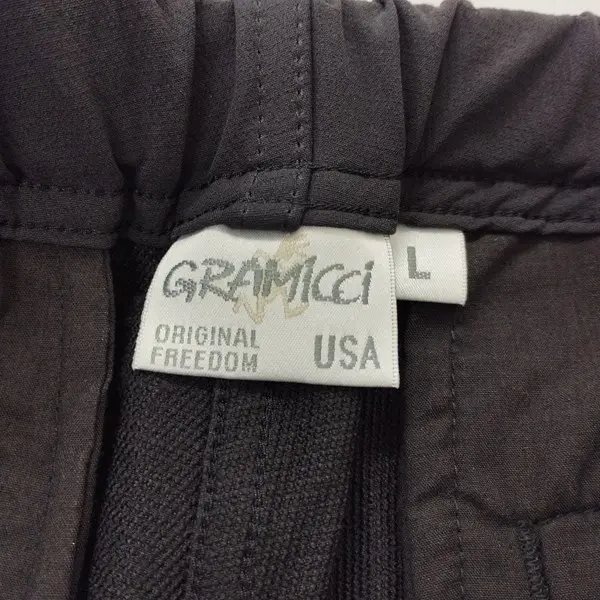 GRAMICCi
L
ORIGINAL
FREEDOM
USA